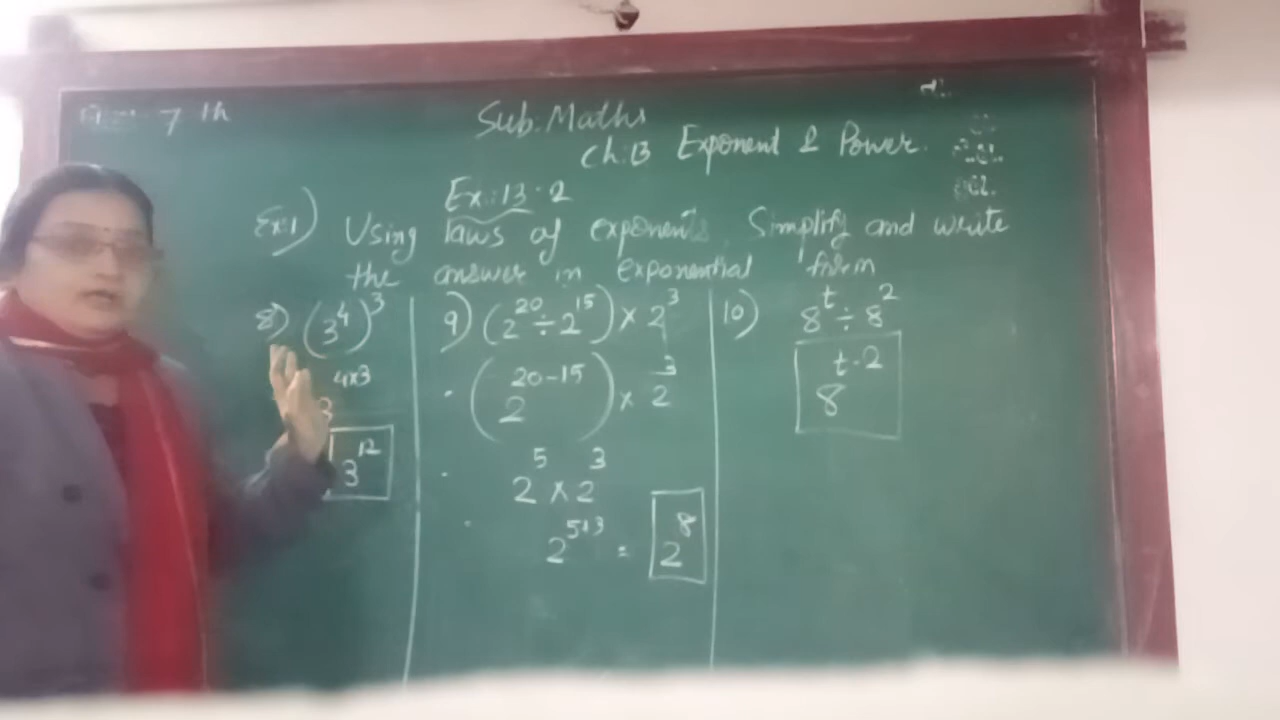 7 th
Sub: Maths
Ch:13 Exponent & Power.
Ex:13.2
Ex:1) Using laws of exponents, Simplify and write
the answer in exponential form
8) (3^4)^3
3^{4×3}
3^{12}
9) (2^{20} ÷ 2^{15}) × 2^3
(2^{20-15}) × 2^3
2^5 × 2^3
2^{5+3} = 2^8
10) 8^t ÷ 8^2
8^{t-2}